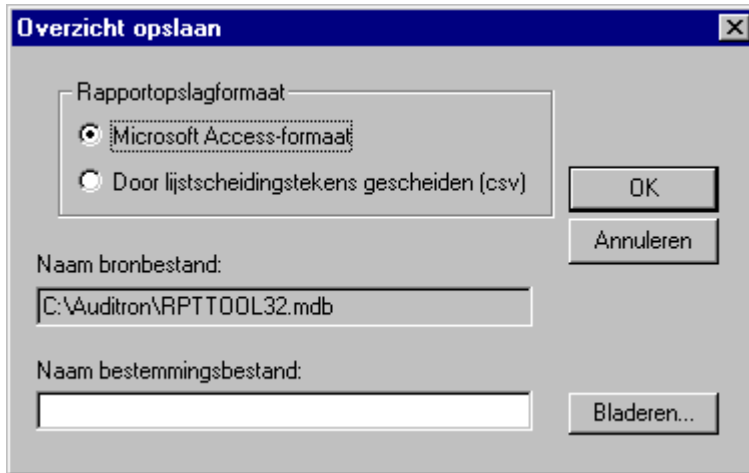 Overzicht opslaan
Rapportopslagformaat
Microsoft Access-formaat
Door lijstscheidingstekens gescheiden (csv)
OK
Annuleren
Naam bronbestand:
C:\Auditron\RPTTOOL32.mdb
Naam bestemmingsbestand:
Bladeren...